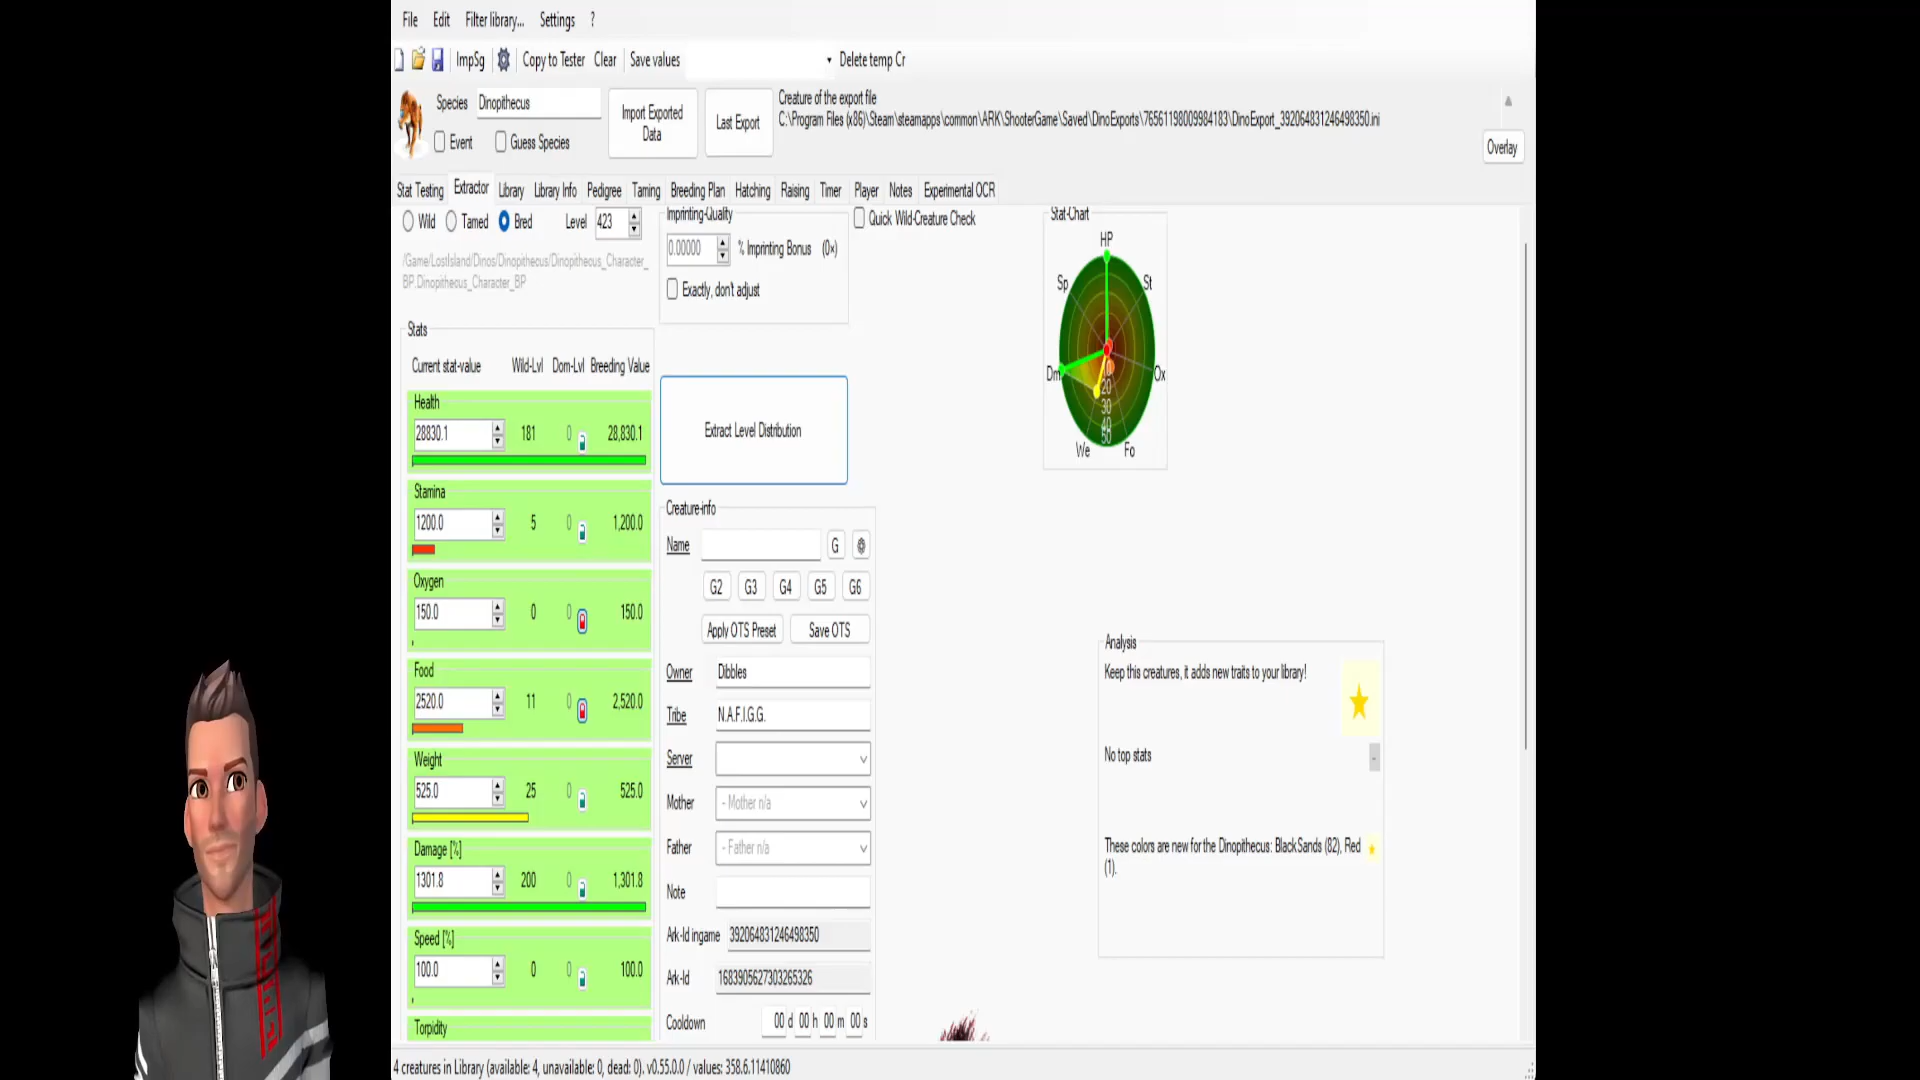 File Edit Filter library... Settings ?
ImpSg Copy to Tester Clear Save values Delete temp Cr
Species Dinopithecus
Event Guess Species
Import Exported
Data
Last Export
Creature of the export file
C:\Program Files (x86)\Steam\steamapps\common\ARK\ShooterGame\Saved\DinoExports\76561198009984183\DinoExport_392064831246498350.ini
Overlay
Stat Testing Extractor Library Library Info Pedigree Taming Breeding Plan Hatching Raising Timer Player Notes Experimental OCR
Wild Tamed Bred Level 423
/Game/LostIsland/Dinos/Dinopithecus/Dinopithecus_Character_
BP.Dinopithecus_Character_BP
Stats
Current stat-value Wild-Lvl Dom-Lvl Breeding Value
Health
28830.1 181 0 28,830.1
Stamina
1200.0 5 0 1,200.0
Oxygen
150.0 0 0 150.0
Food
2520.0 11 0 2,520.0
Weight
525.0 25 0 525.0
Damage [%]
1301.8 200 0 1,301.8
Speed [%]
100.0 0 0 100.0
Torpidity
Imprinting-Quality
0.00000 % Imprinting Bonus (0×)
Exactly, don't adjust
Quick Wild-Creature Check
Extract Level Distribution
Creature-info
Name G
G2 G3 G4 G5 G6
Apply OTS Preset Save OTS
Owner Dibbles
Tribe N.A.F.I.G.G.
Server
Mother - Mother n/a
Father - Father n/a
Note
Ark-Id ingame 392064831246498350
Ark-Id 1683905627303265326
Cooldown 00 d 00 h 00 m 00 s
Stat-Chart
HP
Sp St
Dm Ox
We Fo
Analysis
Keep this creatures, it adds new traits to your library!
No top stats
These colors are new for the Dinopithecus: BlackSands (82), Red
(1).
4 creatures in Library (available: 4, unavailable: 0, dead: 0). v0.55.0.0 / values: 358.6.11410860